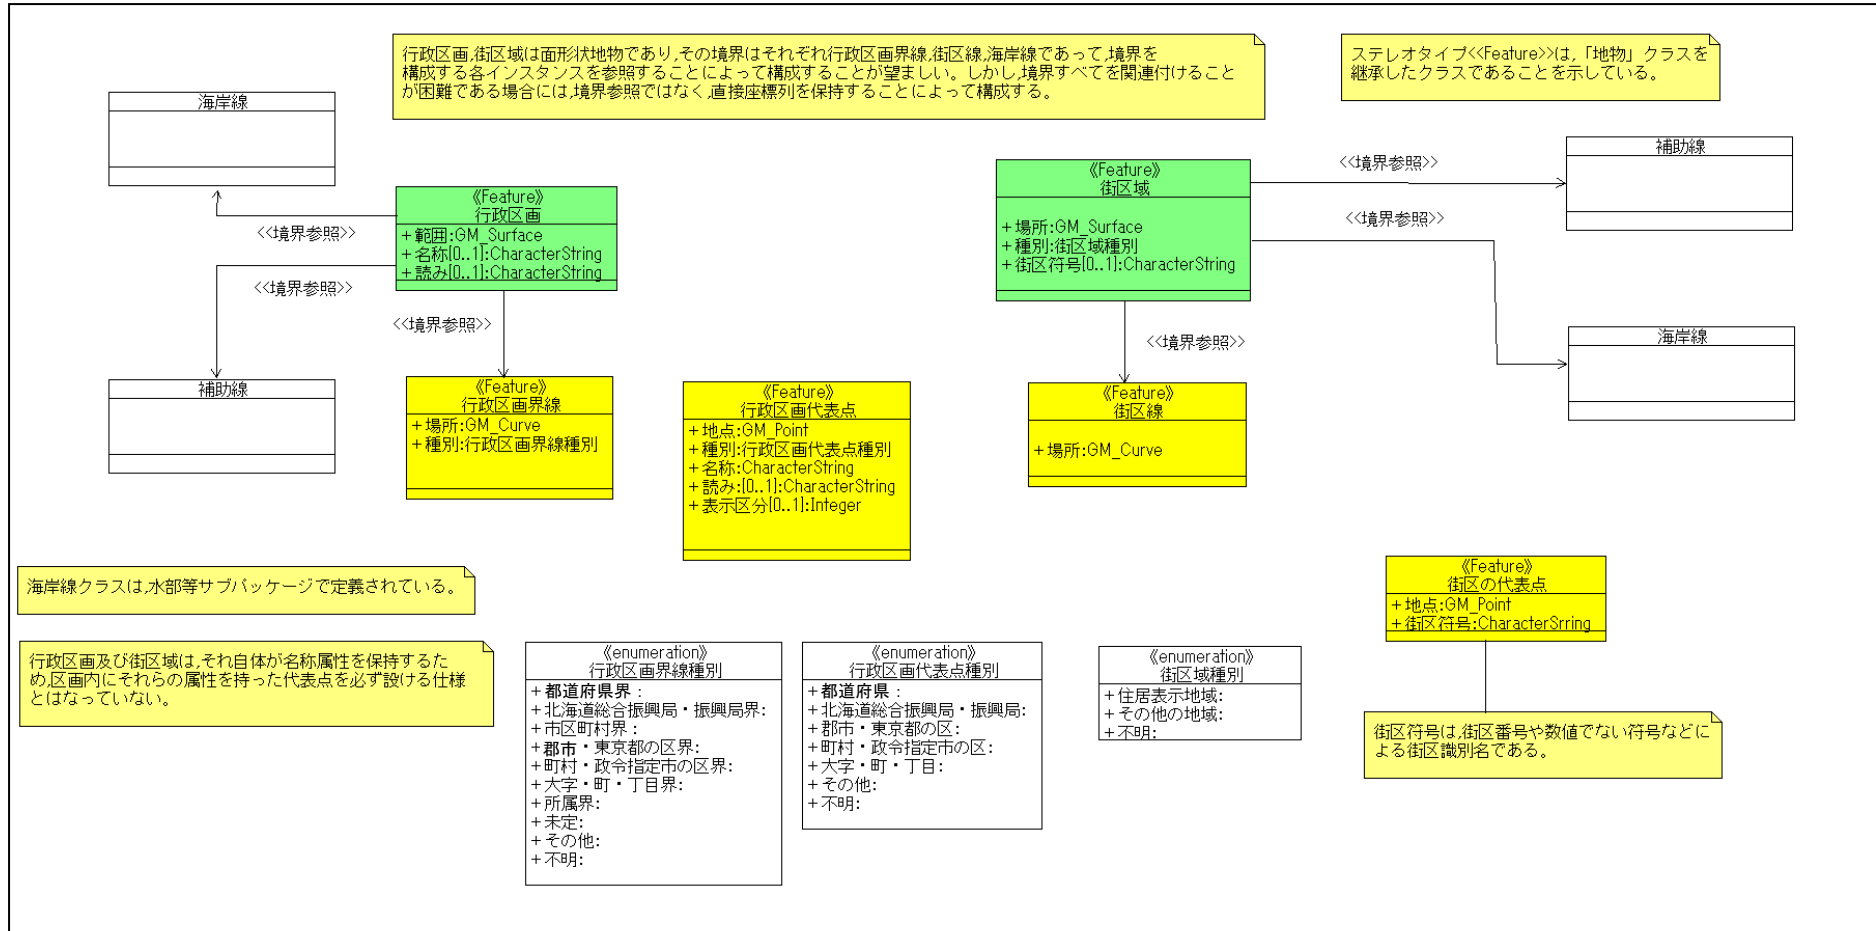 行政区画,街区域は面形状地物であり,その境界はそれぞれ行政区画界線,街区線,海岸線であって,境界を
構成する各インスタンスを参照することによって構成することが望ましい。しかし,境界すべてを関連付けること
が困難である場合には,境界参照ではなく,直接座標列を保持することによって構成する。
ステレオタイプ<<Feature>>は,「地物」クラスを
継承したクラスであることを示している。
海岸線
<<境界参照>>
《Feature》
行政区画
+範囲:GM_Surface
+名称[0..1]:CharacterString
+読み[0..1]:CharacterString
<<境界参照>>
<<境界参照>>
補助線
《Feature》
行政区画界線
+場所:GM_Curve
+種別:行政区画界線種別
《Feature》
行政区画代表点
+地点:GM_Point
+種別:行政区画代表点種別
+名称:CharacterString
+読み:[0..1]:CharacterString
+表示区分[0..1]:Integer
《Feature》
街区域
+場所:GM_Surface
+種別:街区域種別
+街区符号[0..1]:CharacterString
<<境界参照>>
補助線
<<境界参照>>
海岸線
<<境界参照>>
《Feature》
街区線
+場所:GM_Curve
《Feature》
街区の代表点
+地点:GM_Point
+街区符号:CharacterSrring
海岸線クラスは,水部等サブパッケージで定義されている。
行政区画及び街区域は,それ自体が名称属性を保持するた
め,区画内にそれらの属性を持った代表点を必ず設ける仕様
とはなっていない。
《enumeration》
行政区画界線種別
+都道府県界:
+北海道総合振興局・振興局界:
+市区町村界:
+郡市・東京都の区界:
+町村・政令指定市の区界:
+大字・町・丁目界:
+所属界:
+未定:
+その他:
+不明:
《enumeration》
行政区画代表点種別
+都道府県:
+北海道総合振興局・振興局:
+郡市・東京都の区:
+町村・政令指定市の区:
+大字・町・丁目:
+その他:
+不明:
《enumeration》
街区域種別
+住居表示地域:
+その他の地域:
+不明:
街区符号は,街区番号や数値でない符号などに
よる街区識別名である。